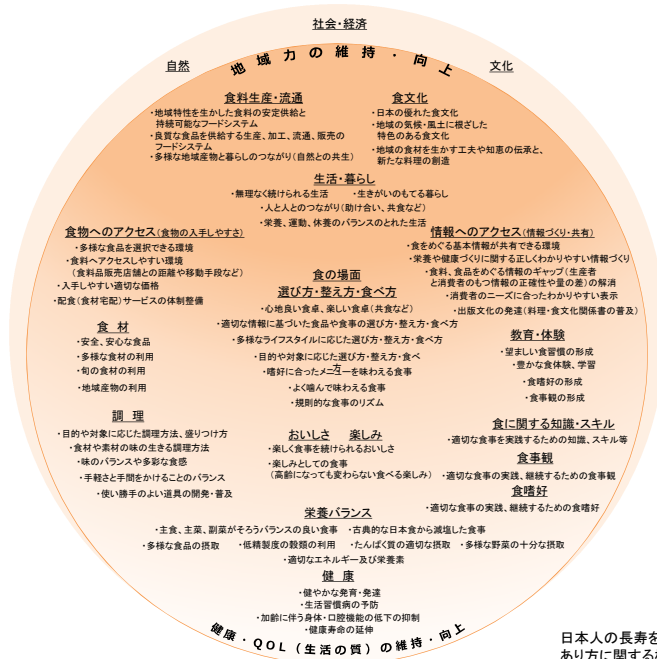 社会・経済
自然
文化
地域力の維持・向上
食料生産・流通
・地域特性を生かした食料の安定供給と
持続可能なフードシステム
・良質な食品を供給する生産、加工、流通、販売の
フードシステム
・多様な地域産物と暮らしのつながり(自然との共生)
食文化
・日本の優れた食文化
・地域の気候・風土に根ざした
特色のある食文化
・地域の食材を生かす工夫や知恵の伝承と、
新たな料理の創造
生活・暮らし
・無理なく続けられる生活 ・生きがいのもてる暮らし
・人と人とのつながり(助け合い、共食など)
・栄養、運動、休養のバランスのとれた生活
食物へのアクセス(食物の入手しやすさ)
・多様な食品を選択できる環境
・食料へアクセスしやすい環境
(食料品販売店舗との距離や移動手段など)
・入手しやすい適切な価格
・配食(食材宅配)サービスの体制整備
情報へのアクセス(情報づくり・共有)
・食をめぐる基本情報が共有できる環境
・栄養や健康づくりに関する正しくわかりやすい情報づくり
・食料、食品をめぐる情報のギャップ(生産者
と消費者のもつ情報の正確性や量の差)の解消
・消費者のニーズに合ったわかりやすい表示
・出版文化の発達(料理・食文化関係書の普及)
食の場面
選び方・整え方・食べ方
・心地良い食卓、楽しい食卓(共食など)
・適切な情報に基づいた食品や食事の選び方・整え方・食べ方
・多様なライフスタイルに応じた選び方・整え方・食べ方
・目的や対象に応じた選び方・整え方・食べ
方
・嗜好に合ったメニューを味わえる食事
・よく噛んで味わえる食事
・規則的な食事のリズム
食 材
・安全、安心な食品
・多様な食材の利用
・旬の食材の利用
・地域産物の利用
教育・体験
・望ましい食習慣の形成
・豊かな食体験、学習
・食嗜好の形成
・食事観の形成
調 理
・目的や対象に応じた調理方法、盛りつけ方
・食材や素材の味の生きる調理方法
・味のバランスや多彩な食感
・手軽さと手間をかけることのバランス
・使い勝手のよい道具の開発・普及
おいしさ 楽しみ
・楽しく食事を続けられるおいしさ
・楽しみとしての食事
(高齢になっても変わらない食べる楽しみ)
食に関する知識・スキル
・適切な食事を実践するための知識、スキル等
食事観
・適切な食事の実践、継続するための食事観
食嗜好
・適切な食事の実践、継続するための食嗜好
栄養バランス
・主食、主菜、副菜がそろうバランスの良い食事 ・古典的な日本食から減塩した食事
・多様な食品の摂取 ・低精製度の穀類の利用 ・たんぱく質の適切な摂取 ・多様な野菜の十分な摂取
・適切なエネルギー及び栄養素
健 康
・健やかな発育・発達
・生活習慣病の予防
・加齢に伴う身体・口腔機能の低下の抑制
・健康寿命の延伸
健康・QOL(生活の質)の維持・向上
日本人の長寿を
あり方に関する